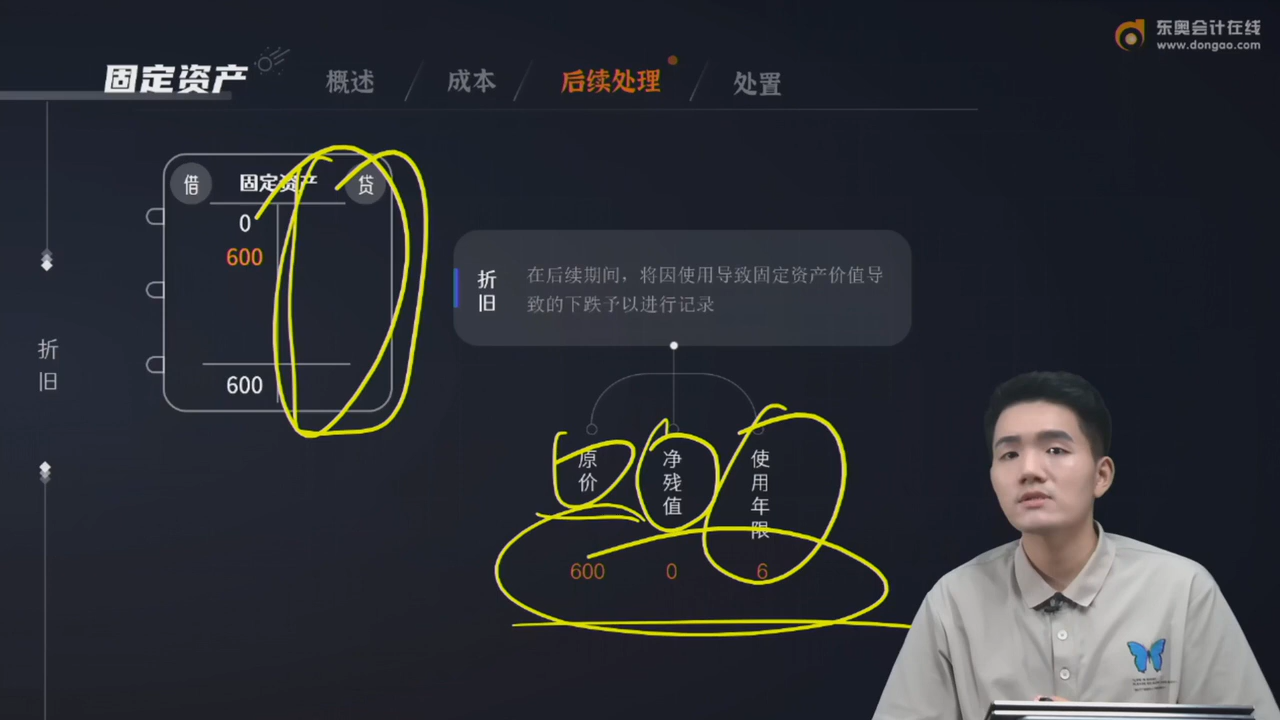 东奥会计在线
www.dongao.com
固定资产
概述 / 成本 / 后续处理 / 处置
借 固定资产 贷
0
600
600
折旧
折旧
在后续期间，将因使用导致固定资产价值导
致的下跌予以进行记录
原价 净残值 使用年限
600 0 6